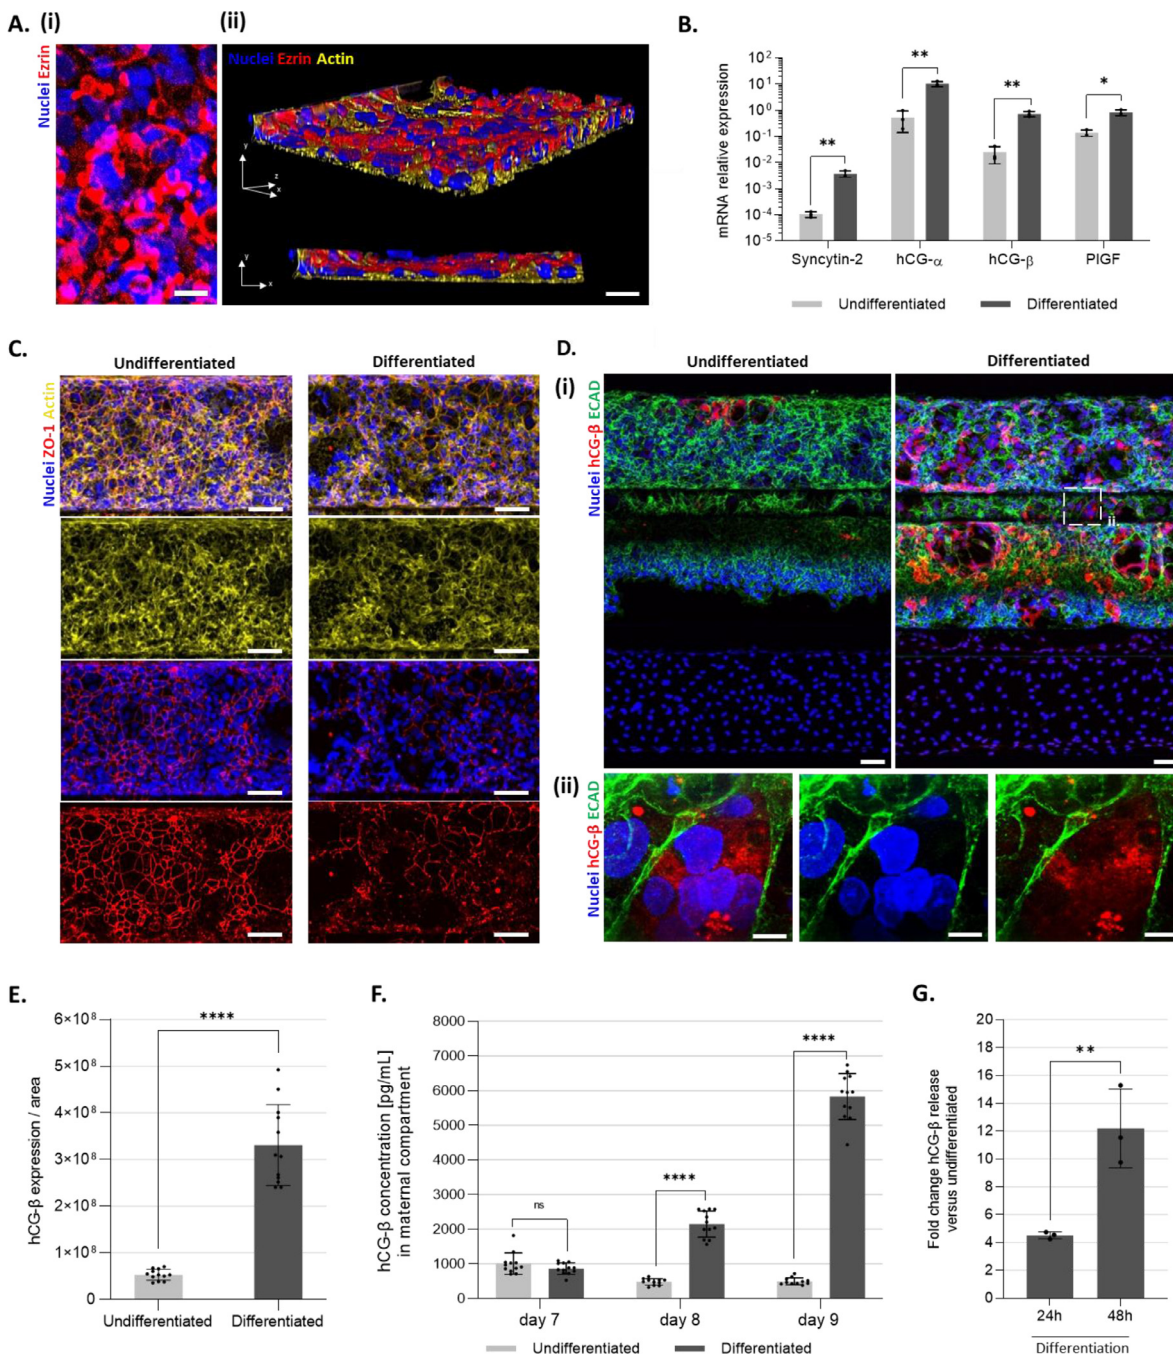 A. (i) (ii)
Nuclei Ezrin
Nuclei Ezrin Actin
y
z
x
y
x
B.
mRNA relative expression
10²
10¹
10⁰
10⁻¹
10⁻²
10⁻³
10⁻⁴
10⁻⁵
**
**
**
*
Syncytin-2 hCG-α hCG-β PlGF
Undifferentiated Differentiated
C.
Undifferentiated Differentiated
Nuclei ZO-1 Actin
D.
Undifferentiated Differentiated
(i)
Nuclei hCG-β ECAD
ii
(ii)
Nuclei hCG-β ECAD
E.
hCG-β expression / area
6×10⁸
5×10⁸
4×10⁸
3×10⁸
2×10⁸
1×10⁸
0
****
Undifferentiated Differentiated
F.
hCG-β concentration [pg/mL]
in maternal compartment
8000
7000
6000
5000
4000
3000
2000
1000
0
ns
****
****
day 7 day 8 day 9
Undifferentiated Differentiated
G.
Fold change hCG-β release
versus undifferentiated
20
18
16
14
12
10
8
6
4
2
0
**
24h 48h
Differentiation